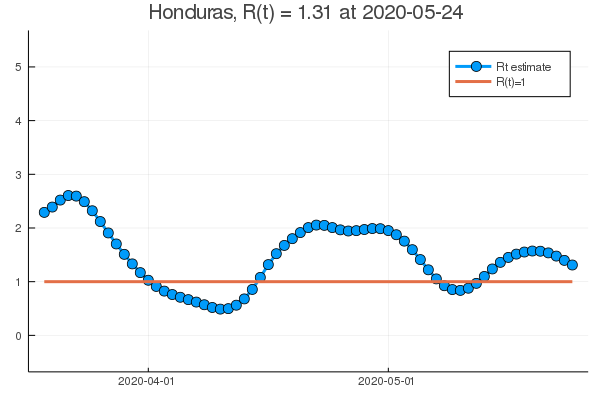 Honduras, R(t) = 1.31 at 2020-05-24
5
4
3
2
1
0
Rt estimate
R(t)=1
2020-04-01
2020-05-01